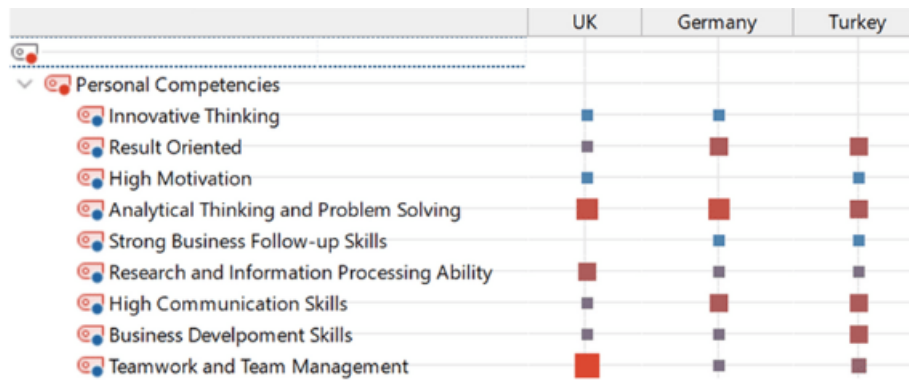 UK Germany Turkey
Personal Competencies
Innovative Thinking
Result Oriented
High Motivation
Analytical Thinking and Problem Solving
Strong Business Follow-up Skills
Research and Information Processing Ability
High Communication Skills
Business Develpoment Skills
Teamwork and Team Management